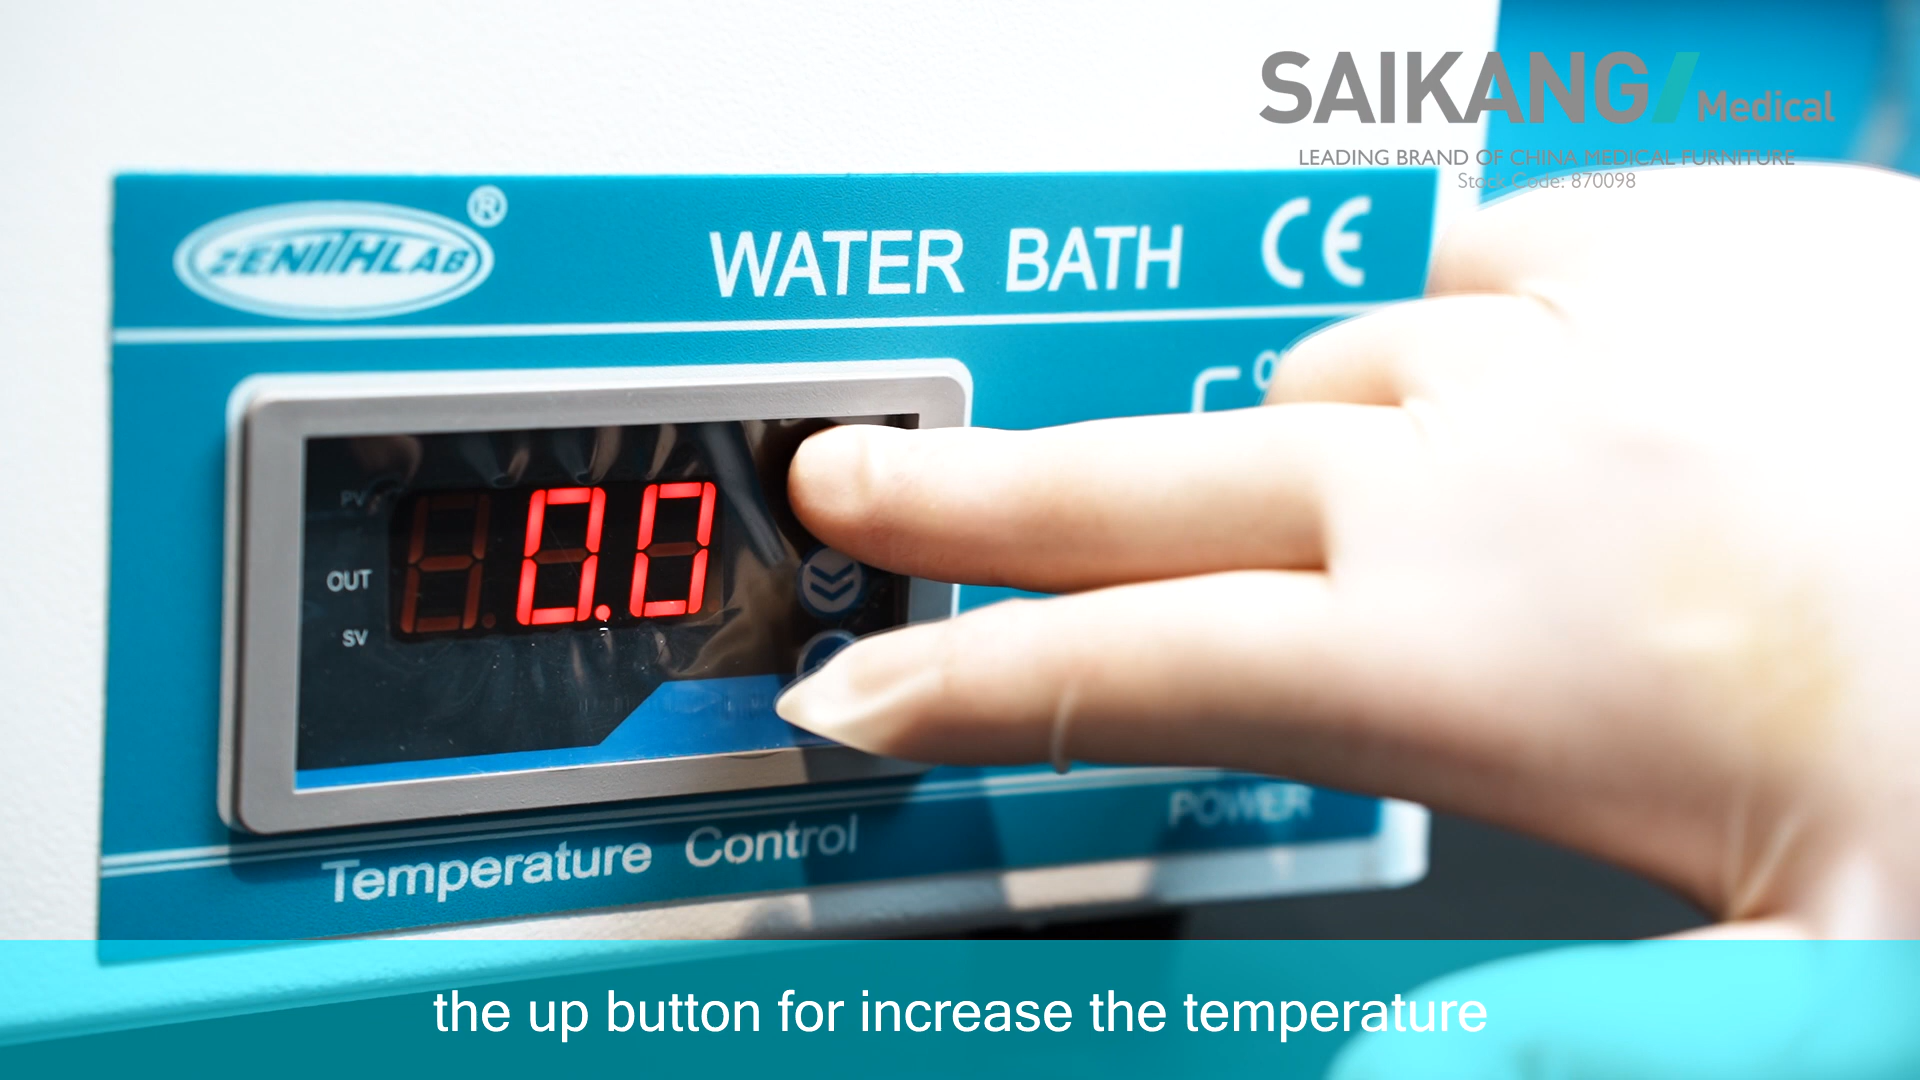 SAIKANG Medical
LEADING BRAND OF CHINA MEDICAL FURNITURE
Stock Code: 870098
ZENITHLAB ®
WATER BATH CE
PV
0.0
OUT
SV
POWER
Temperature Control
the up button for increase the temperature